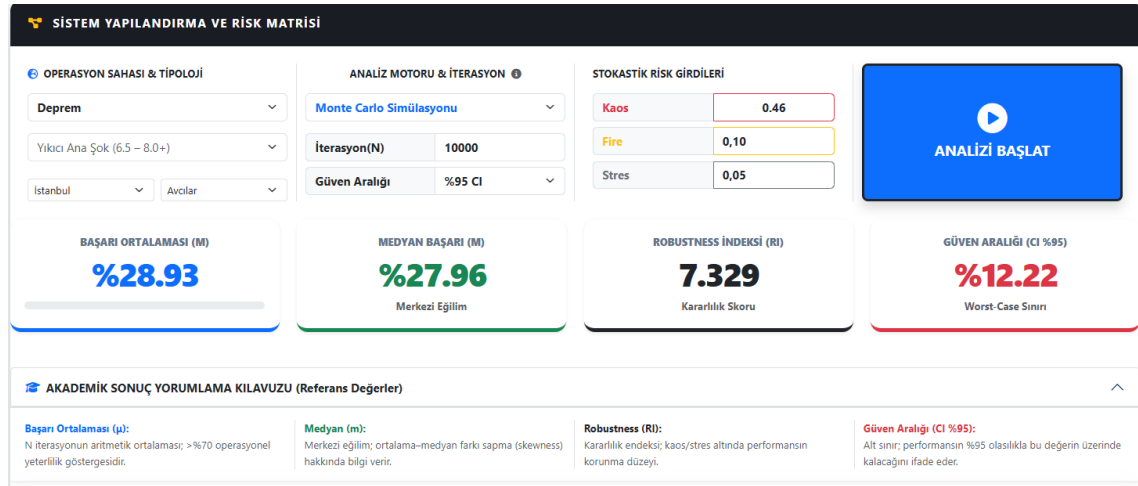 SİSTEM YAPILANDIRMA VE RİSK MATRİSİ
OPERASYON SAHASI & TİPOLOJİ
Deprem
Yıkıcı Ana Şok (6.5 – 8.0+)
İstanbul
Avcılar
ANALİZ MOTORU & İTERASYON
Monte Carlo Simülasyonu
İterasyon(N) 10000
Güven Aralığı %95 CI
STOKASTİK RİSK GİRDİLERİ
Kaos 0.46
Fire 0,10
Stres 0,05
ANALİZİ BAŞLAT
BAŞARI ORTALAMASI (M)
%28.93
MEDYAN BAŞARI (M)
%27.96
Merkezi Eğilim
ROBUSTNESS İNDEKSİ (RI)
7.329
Kararlılık Skoru
GÜVEN ARALIĞI (CI %95)
%12.22
Worst-Case Sınırı
AKADEMİK SONUÇ YORUMLAMA KILAVUZU (Referans Değerler)
Başarı Ortalaması (μ):
N iterasyonun aritmetik ortalaması; >%70 operasyonel
yeterlilik göstergesidir.
Medyan (m):
Merkezi eğilim; ortalama–medyan farkı sapma (skewness)
hakkında bilgi verir.
Robustness (RI):
Kararlılık endeksi; kaos/stres altında performansın
korunma düzeyi.
Güven Aralığı (CI %95):
Alt sınır; performansın %95 olasılıkla bu değerin üzerinde
kalacağını ifade eder.